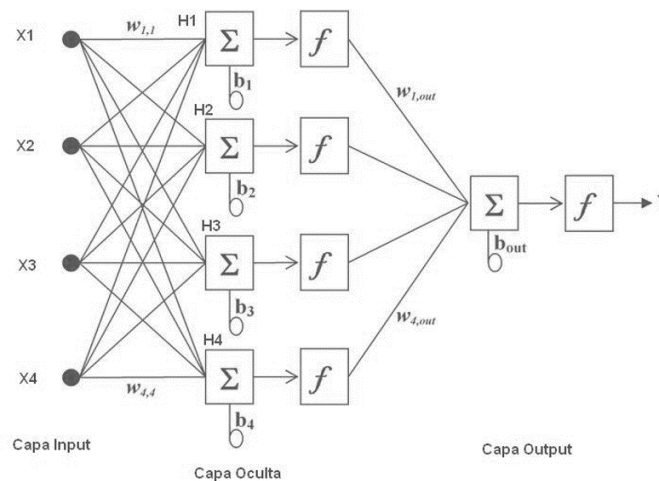 X1
w1,1
H1
Σ
f
b1
w1,out
X2
H2
Σ
f
b2
Σ
f
bout
X3
H3
Σ
f
b3
w4,out
X4
w4,4
H4
Σ
f
b4
Capa Input
Capa Oculta
Capa Output